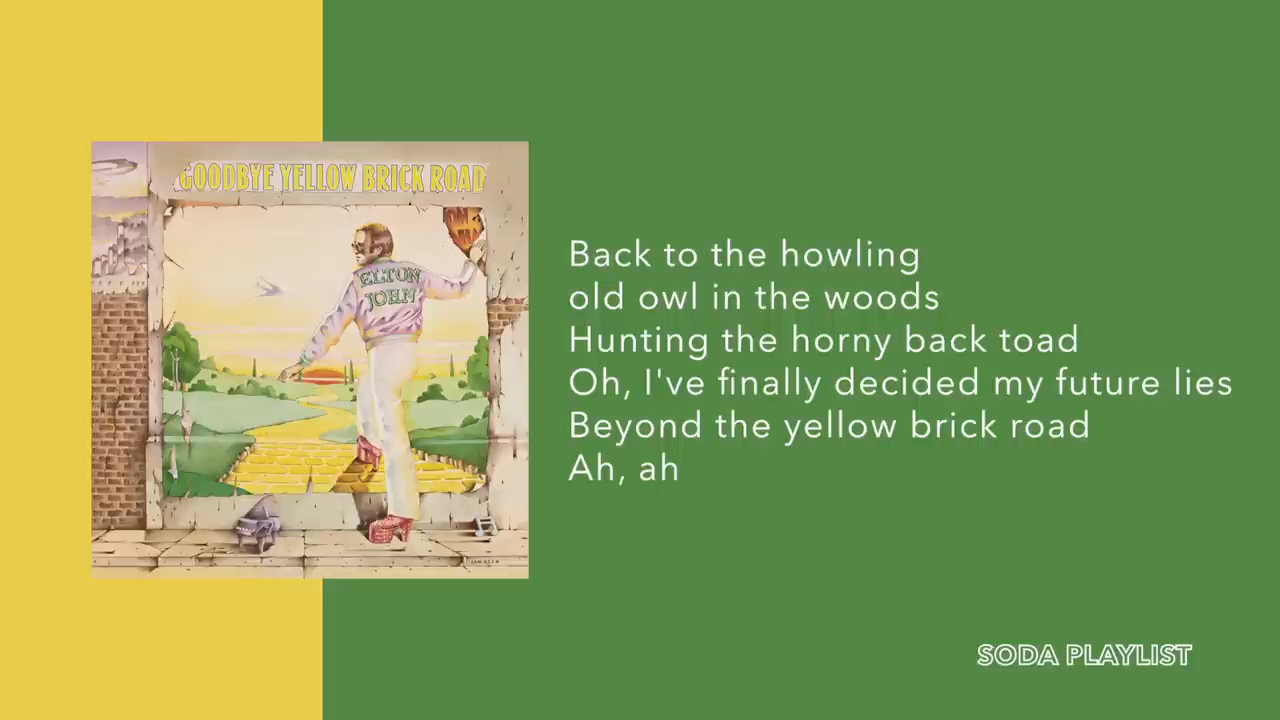 GOODBYE YELLOW BRICK ROAD
ELTON
JOHN
Back to the howling
old owl in the woods
Hunting the horny back toad
Oh, I've finally decided my future lies
Beyond the yellow brick road
Ah, ah
SODA PLAYLIST